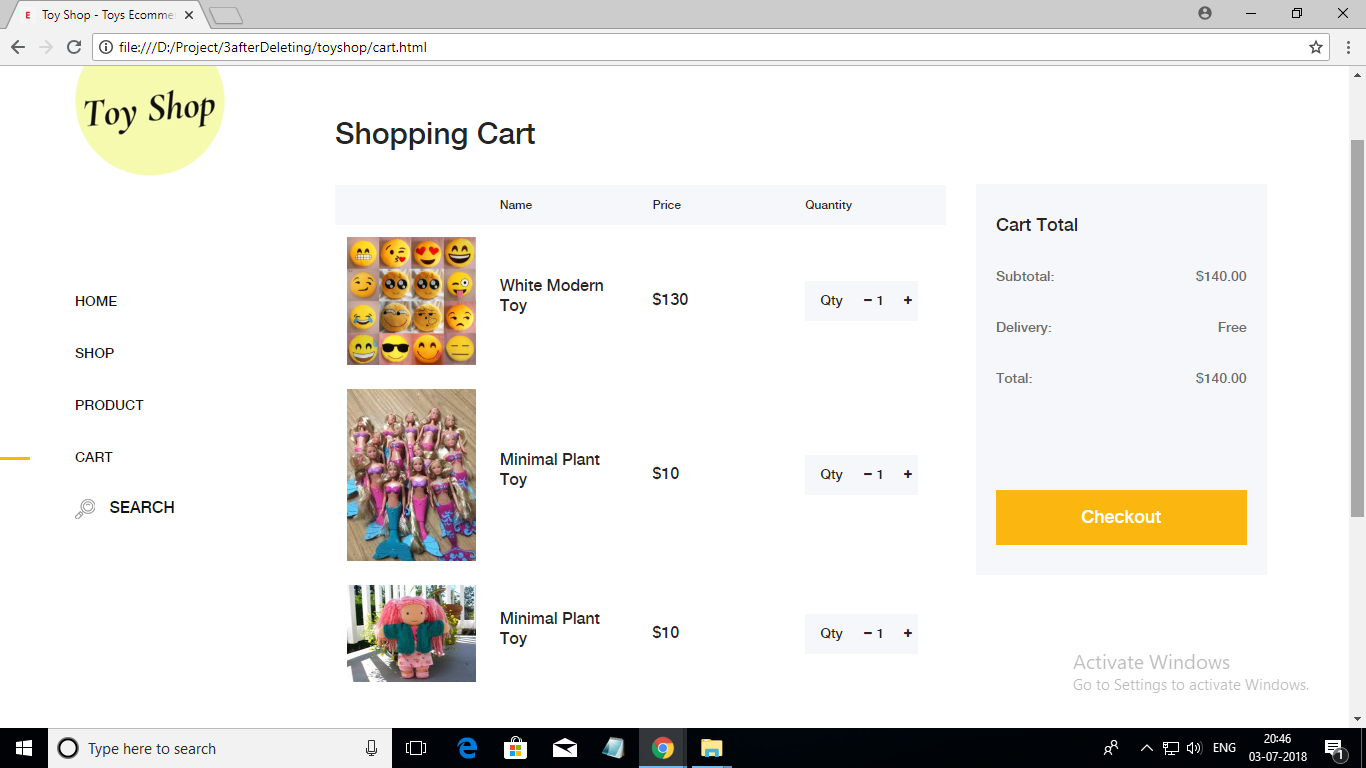 Toy Shop - Toys Ecomme
file:///D:/Project/3afterDeleting/toyshop/cart.html
Toy Shop
HOME
SHOP
PRODUCT
CART
SEARCH
Shopping Cart
Name Price Quantity
White Modern
Toy
$130
Qty − 1 +
Minimal Plant
Toy
$10
Qty − 1 +
Minimal Plant
Toy
$10
Qty − 1 +
Cart Total
Subtotal: $140.00
Delivery: Free
Total: $140.00
Checkout
Activate Windows
Go to Settings to activate Windows.
Type here to search
ENG
20:46
03-07-2018
1